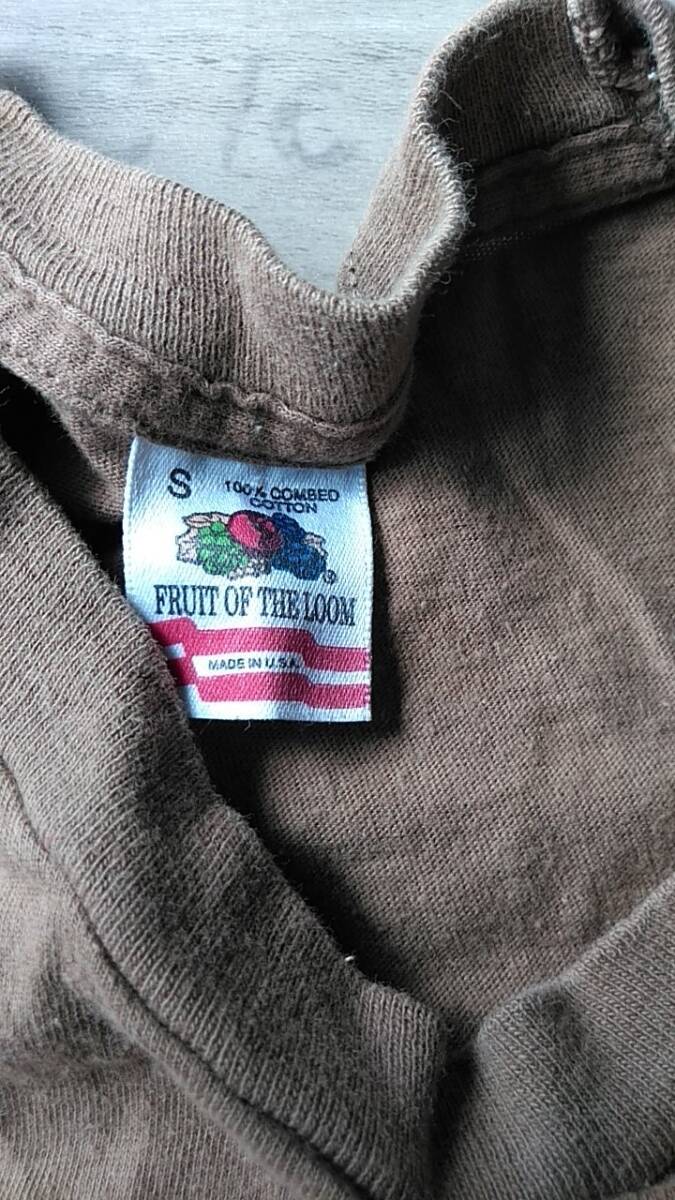 S
100% COMBED
COTTON
®
FRUIT OF THE LOOM
MADE IN U.S.A.